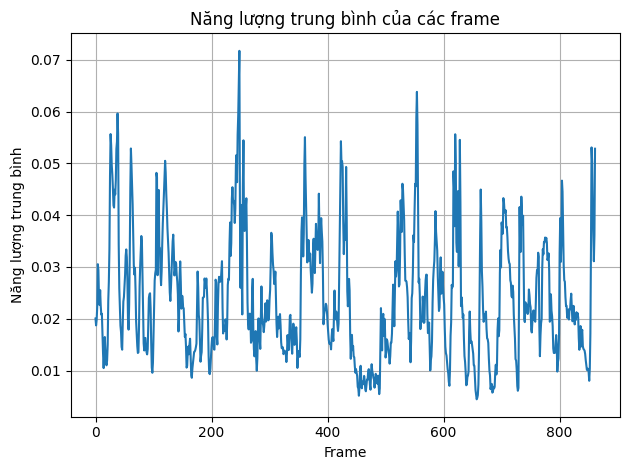 Năng lượng trung bình của các frame
Năng lượng trung bình
0.07
0.06
0.05
0.04
0.03
0.02
0.01
0 200 400 600 800
Frame